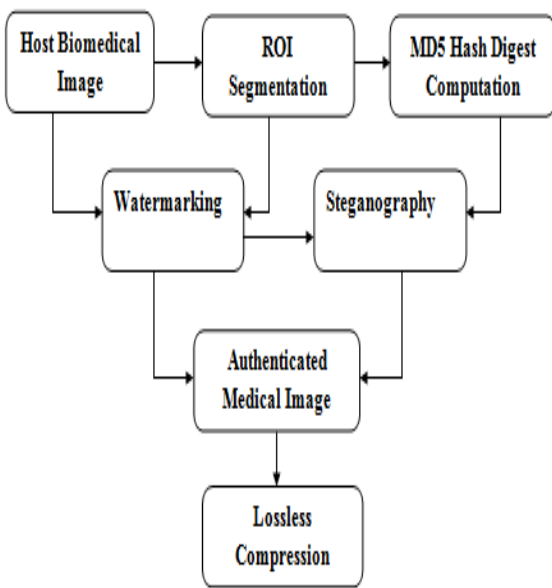 Host Biomedical
Image
ROI
Segmentation
MD5 Hash Digest
Computation
Watermarking
Steganography
Authenticated
Medical Image
Lossless
Compression